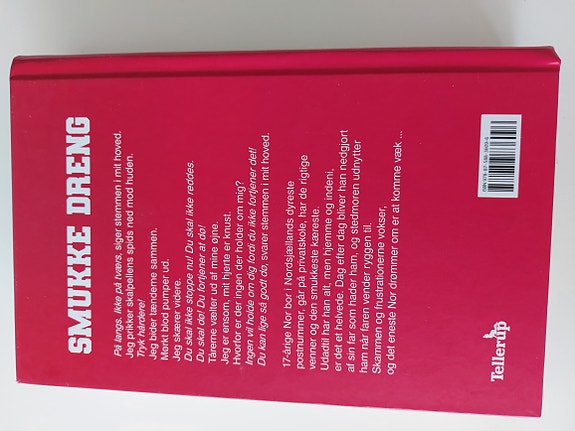 SMUKKE DRENG
På langs. Ikke på tværs, siger stemmen i mit hoved.
Jeg prikker skalpellens spids ned mod huden.
Tryk hårdere!
Jeg bider tænderne sammen.
Mørkt blod pumper ud.
Jeg skærer videre.
Du skal ikke stoppe nu! Du skal ikke reddes.
Du skal dø! Du fortjener at dø!
Tårerne vælter ud af mine øjne.
Jeg er ensom, mit hjerte er knust.
Hvorfor er der ingen der holder om mig?
Ingen vil holde om dig fordi du ikke fortjener det!
Du kan lige så godt dø, svarer stemmen i mit hoved.
17-årige Nor bor i Nordsjællands dyreste
postnummer, går på privatskole, har de rigtige
venner og den smukkeste kæreste.
Udadtil har han alt, men hjemme og indeni,
er det et helvede. Dag efter dag bliver han nedgjort
af sin far som hader ham, og stedmoren udnytter
ham når faren vender ryggen til.
Skammen og frustrationerne vokser,
og det eneste Nor drømmer om er at komme væk ...
Tellerup